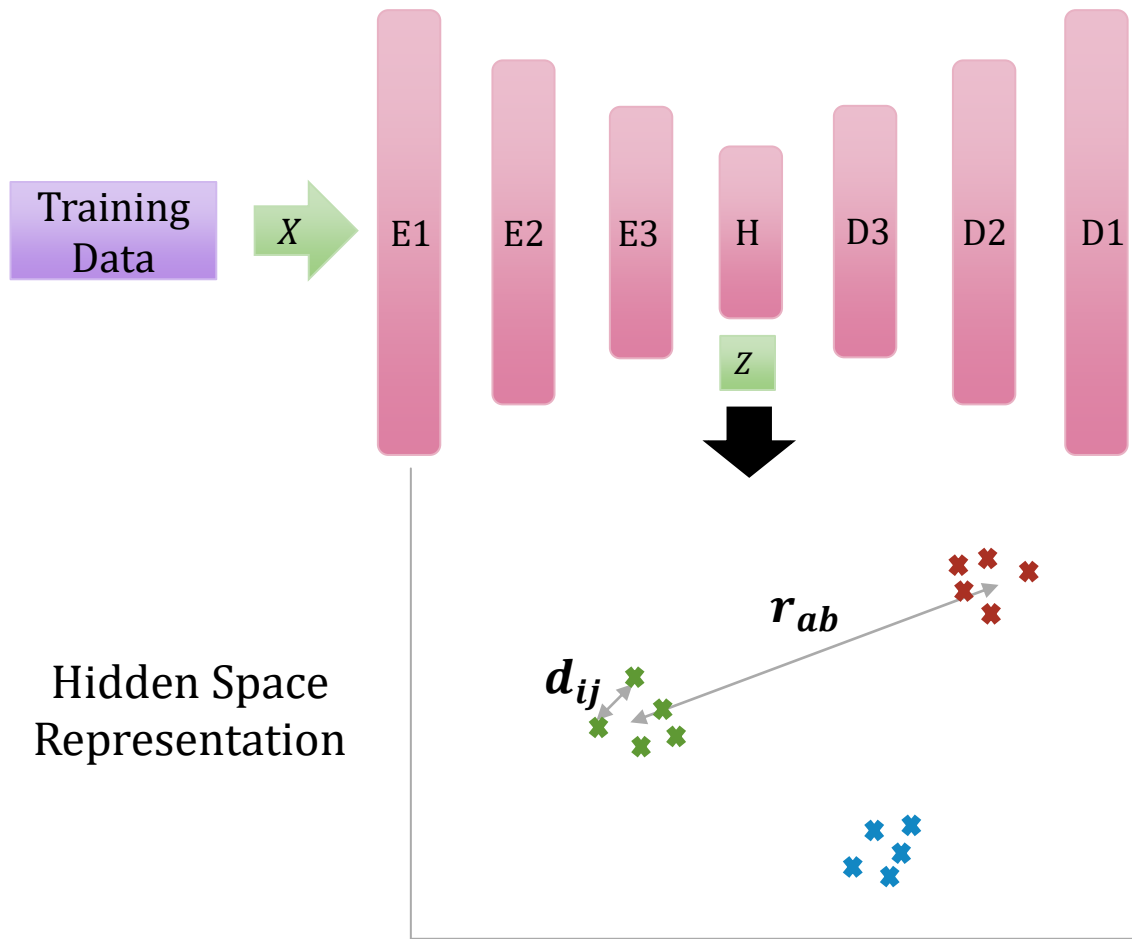 Training
Data
X
E1
E2
E3
H
D3
D2
D1
z
r_ab
d_ij
Hidden Space
Representation